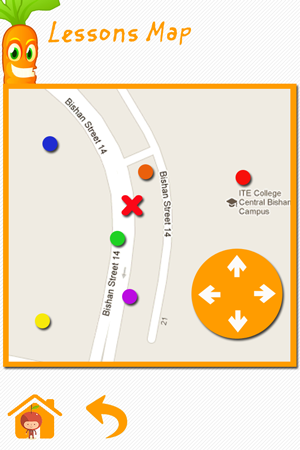 Lessons Map
Bishan Street 14
Bishan Street 14
ITE College
Central Bishan
Campus
Bishan Street 14
21